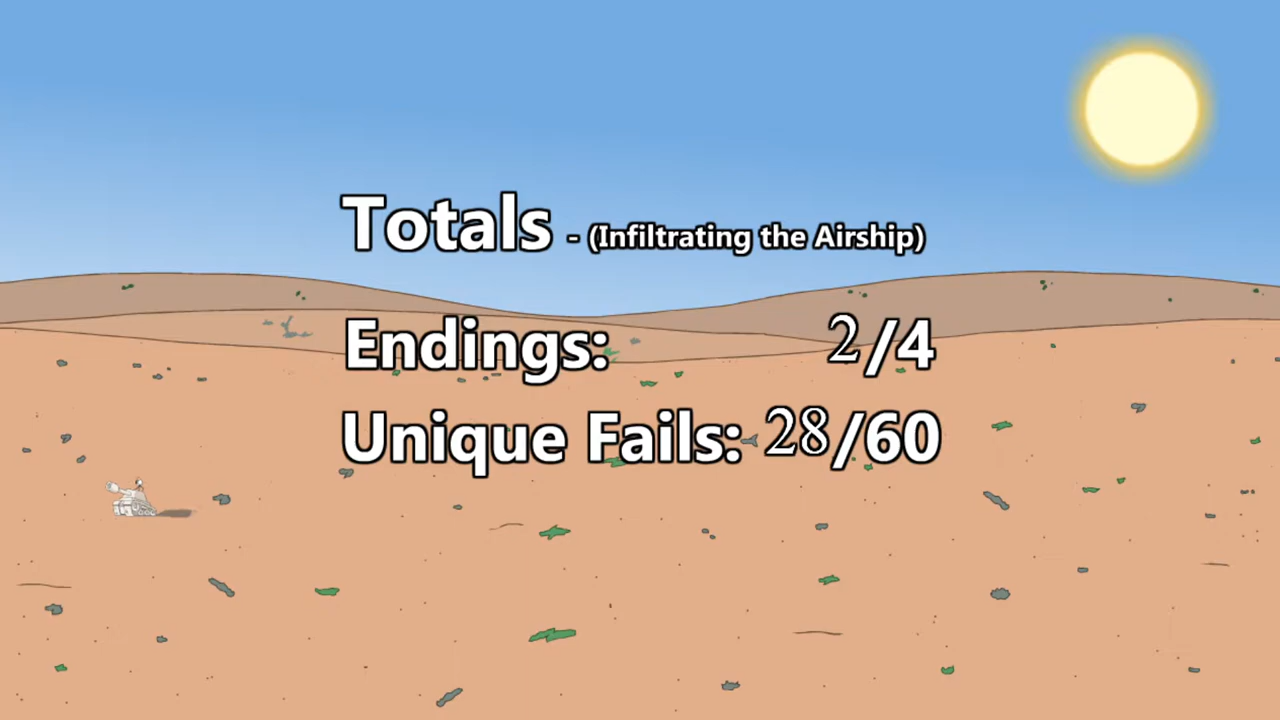 Totals - (Infiltrating the Airship)
Endings: 2/4
Unique Fails: 28/60